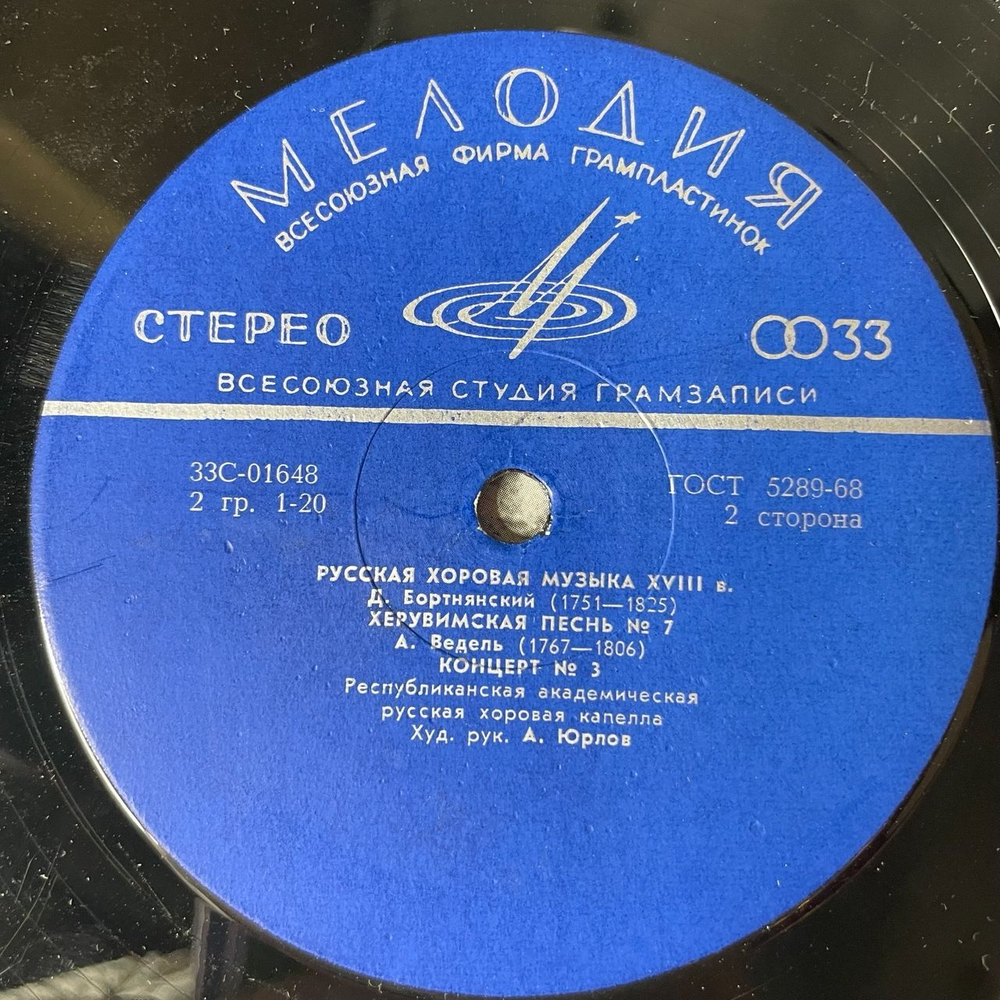 МЕЛОДИЯ
ВСЕСОЮЗНАЯ ФИРМА ГРАМПЛАСТИНОК
СТЕРЕО
33
ВСЕСОЮЗНАЯ СТУДИЯ ГРАМЗАПИСИ
33С-01648
ГОСТ 5289-68
2 гр. 1-20
2 сторона
РУССКАЯ ХОРОВАЯ МУЗЫКА XVIII в.
Д. Бортнянский (1751—1825)
ХЕРУВИМСКАЯ ПЕСНЬ № 7
А. Ведель (1767—1806)
КОНЦЕРТ № 3
Республиканская академическая
русская хоровая капелла
Худ. рук. А. Юрлов